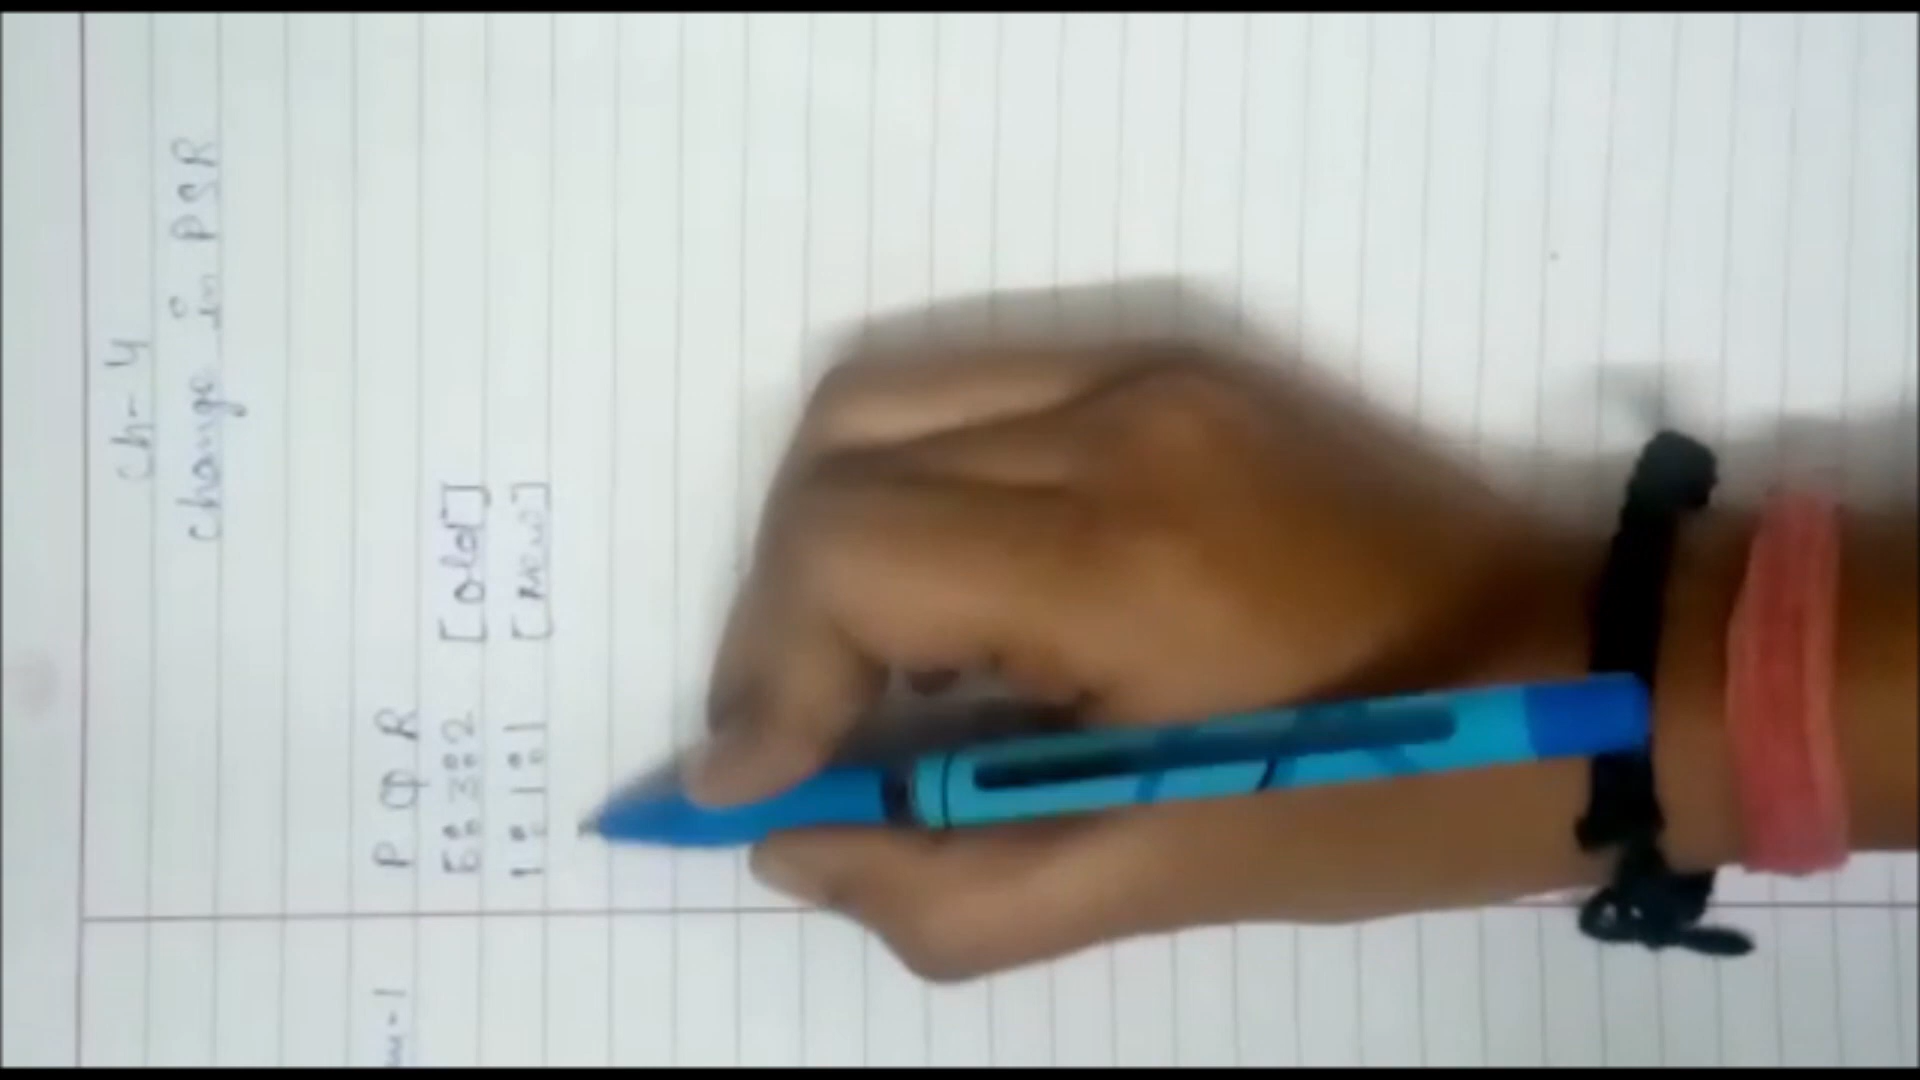 Ch-4
Change in PSR
P Q R
5:3:2 [old]
1:1:1 [new]